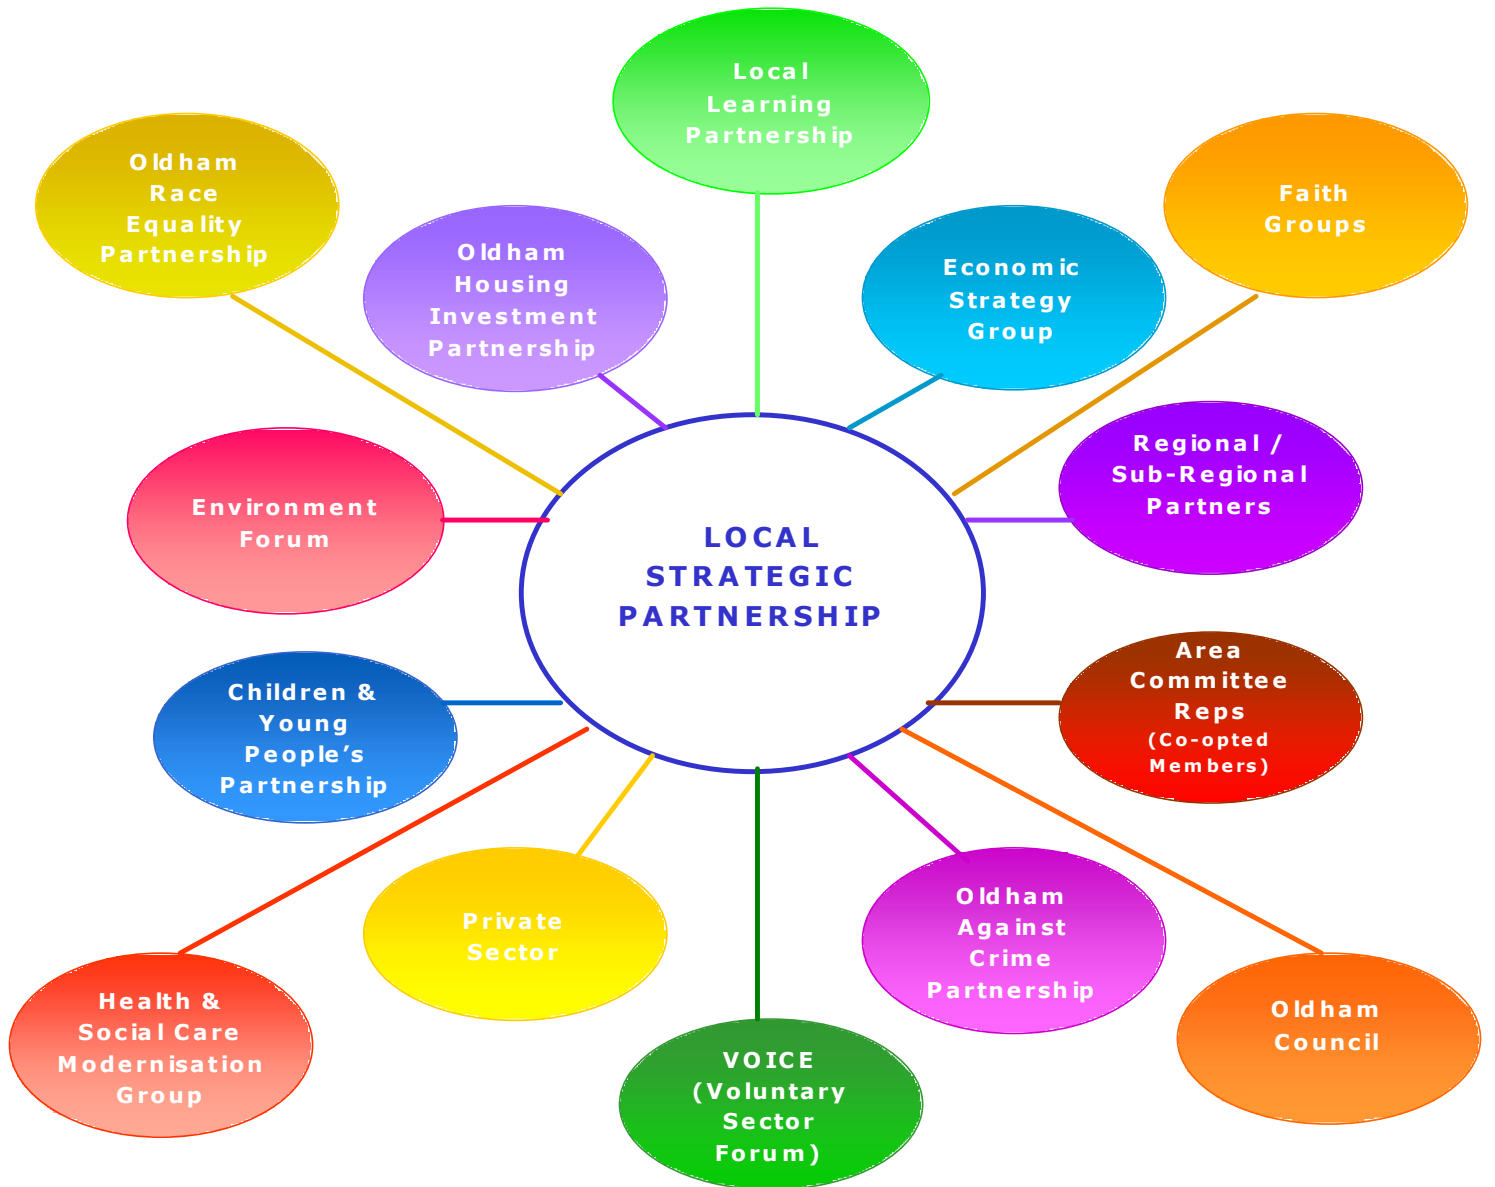 Local
Learning
Partnership
Oldham
Race
Equality
Partnership
Faith
Groups
Oldham
Housing
Investment
Partnership
Economic
Strategy
Group
Regional /
Sub-Regional
Partners
Environment
Forum
LOCAL
STRATEGIC
PARTNERSHIP
Area
Committee
Reps
(Co-opted
Members)
Children &
Young
People’s
Partnership
Private
Sector
Oldham
Against
Crime
Partnership
Health &
Social Care
Modernisation
Group
Oldham
Council
VOICE
(Voluntary
Sector
Forum)